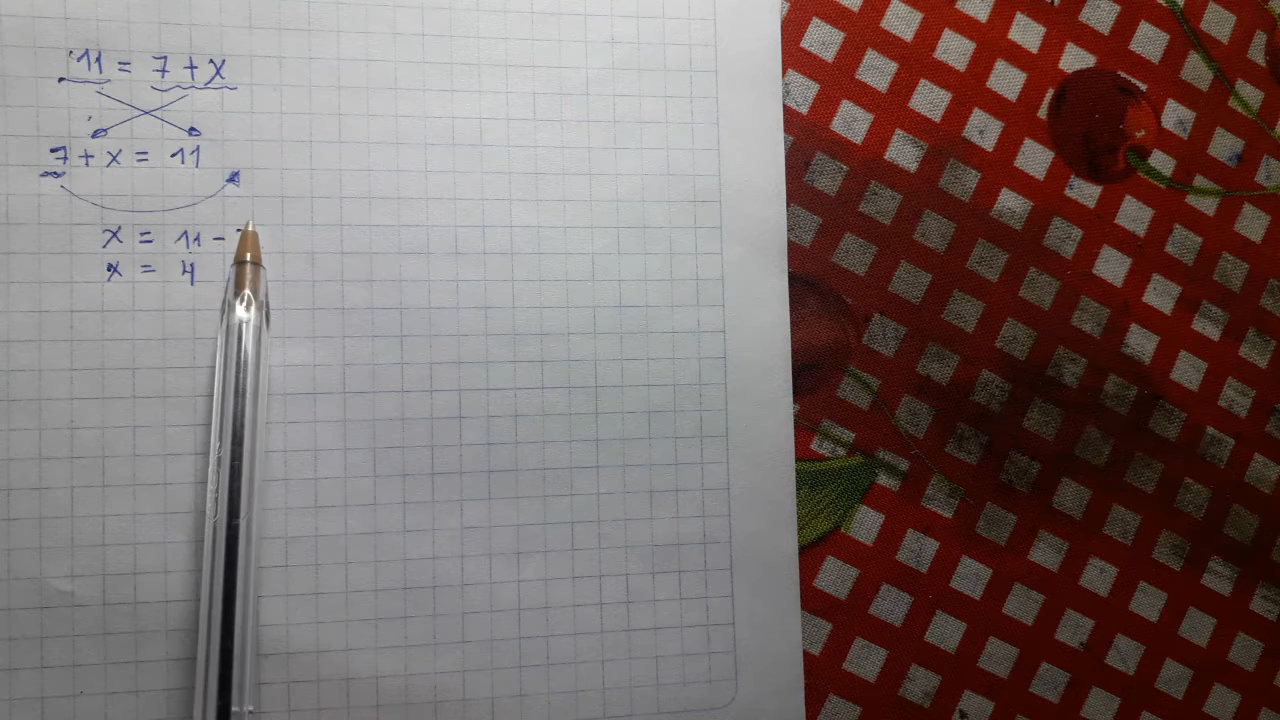 11 = 7 + x
7 + x = 11
x = 11 -
x = 4